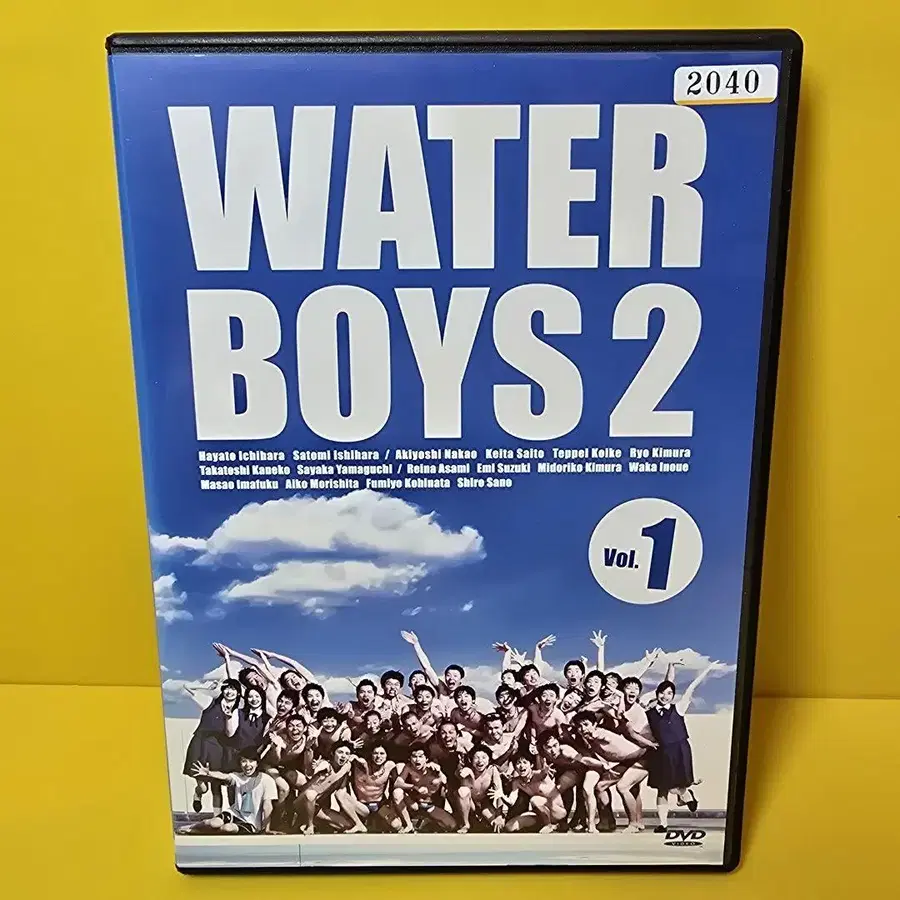 2040
WATER
BOYS 2
Hayato Ichihara Satomi Ishihara / Akiyoshi Nakao Keita Saito Teppei Koike Ryo Kimura
Takatoshi Kaneko Sayaka Yamaguchi / Reina Asami Emi Suzuki Midoriko Kimura Waka Inoue
Masao Imafuku Aiko Morishita Fumiyo Kohinata Shiro Sano
Vol. 1
DVD
VIDEO